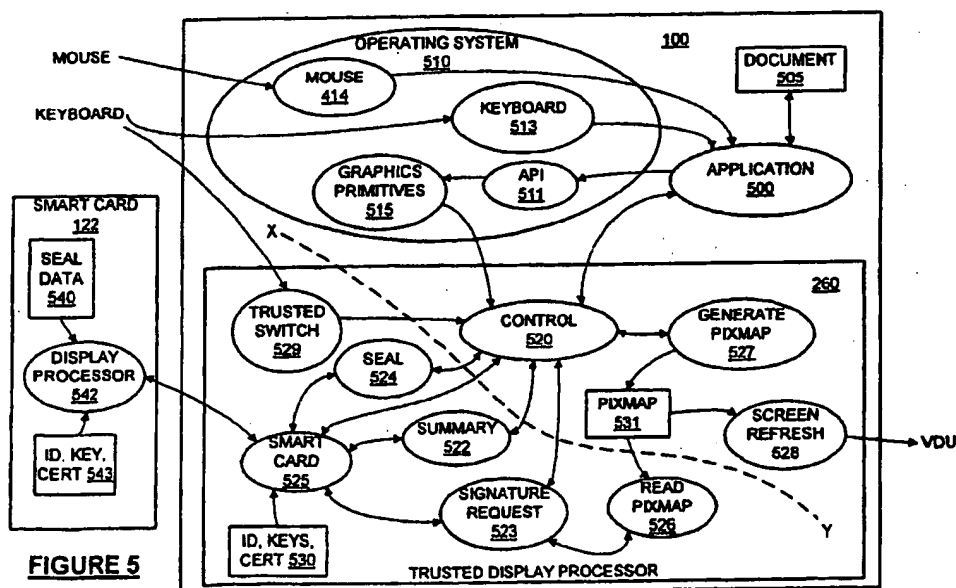 OPERATING SYSTEM
510
100
MOUSE
MOUSE
414
DOCUMENT
505
KEYBOARD
KEYBOARD
513
GRAPHICS
PRIMITIVES
515
API
511
APPLICATION
500
SMART CARD
122
SEAL
DATA
540
X
260
TRUSTED
SWITCH
529
CONTROL
520
GENERATE
PIXMAP
527
DISPLAY
PROCESSOR
542
SEAL
524
PIXMAP
531
SCREEN
REFRESH
528
VDU
SMART
CARD
525
SUMMARY
522
ID, KEY,
CERT 543
SIGNATURE
REQUEST
523
READ
PIXMAP
526
Y
ID, KEYS,
CERT 530
FIGURE 5
TRUSTED DISPLAY PROCESSOR